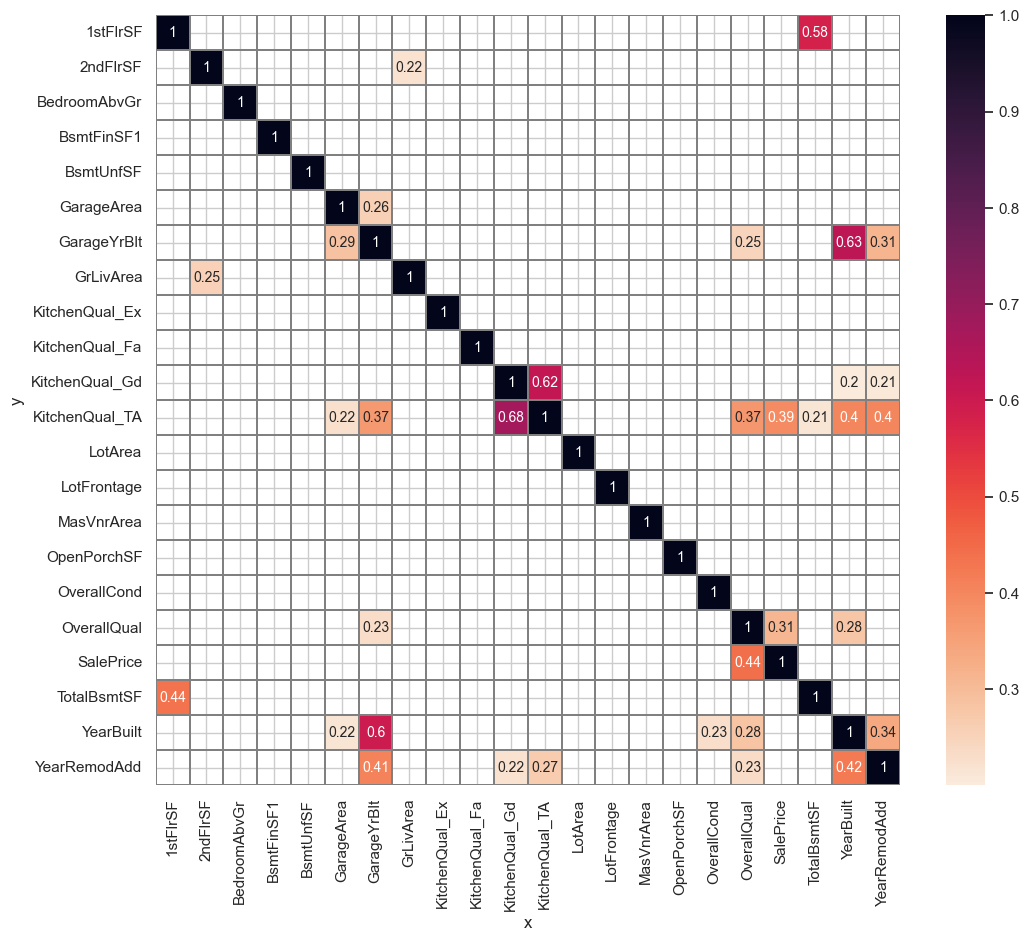 1stFlrSF 1 0.58
2ndFlrSF 1 0.22
BedroomAbvGr 1
BsmtFinSF1 1
BsmtUnfSF 1
GarageArea 1 0.26
GarageYrBlt 0.29 1 0.25 0.63 0.31
GrLivArea 0.25 1
KitchenQual_Ex 1
KitchenQual_Fa 1
KitchenQual_Gd 1 0.62 0.2 0.21
KitchenQual_TA 0.22 0.37 0.68 1 0.37 0.39 0.21 0.4 0.4
LotArea 1
LotFrontage 1
MasVnrArea 1
OpenPorchSF 1
OverallCond 1
OverallQual 0.23 1 0.31 0.28
SalePrice 0.44 1
TotalBsmtSF 0.44 1
YearBuilt 0.22 0.6 0.23 0.28 1 0.34
YearRemodAdd 0.41 0.22 0.27 0.23 0.42 1
y
1stFlrSF
2ndFlrSF
BedroomAbvGr
BsmtFinSF1
BsmtUnfSF
GarageArea
GarageYrBlt
GrLivArea
KitchenQual_Ex
KitchenQual_Fa
KitchenQual_Gd
KitchenQual_TA
LotArea
LotFrontage
MasVnrArea
OpenPorchSF
OverallCond
OverallQual
SalePrice
TotalBsmtSF
YearBuilt
YearRemodAdd
x
1.0
0.9
0.8
0.7
0.6
0.5
0.4
0.3